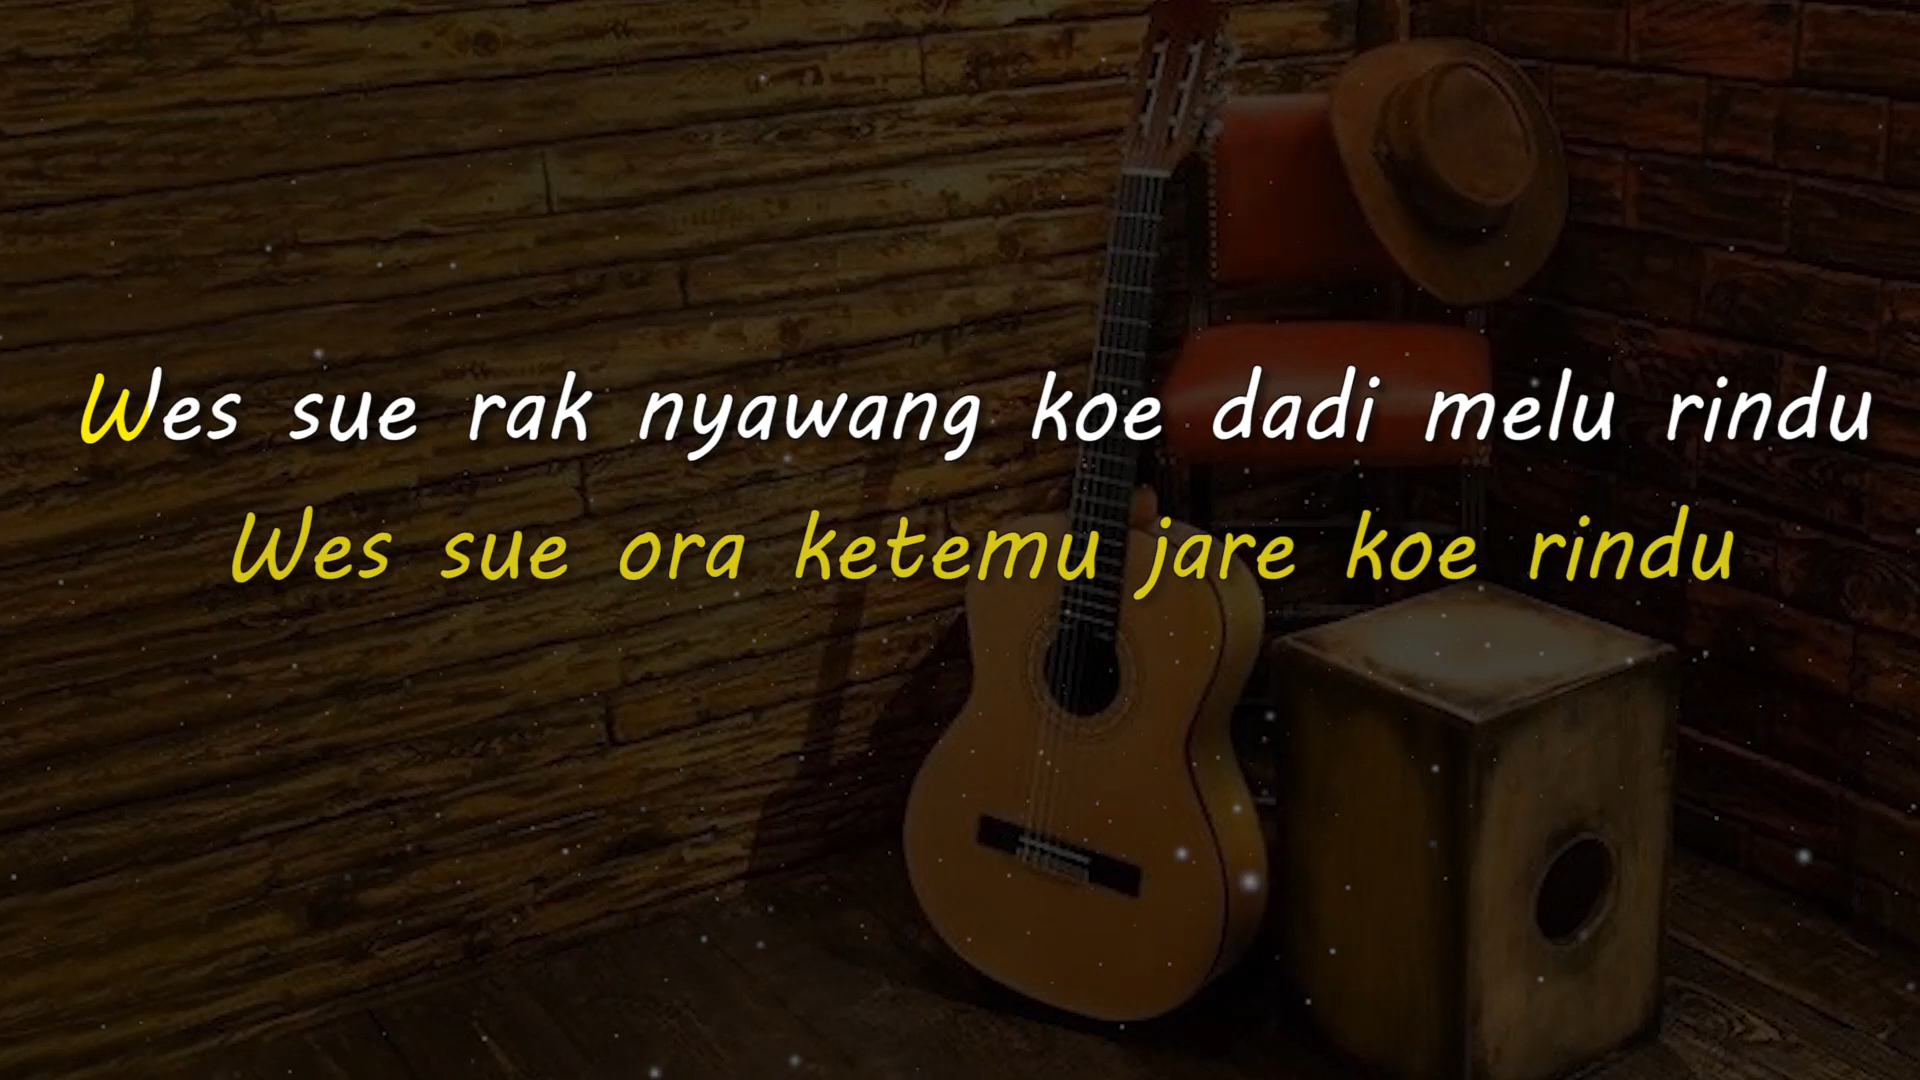 Wes sue rak nyawang koe dadi melu rindu
Wes sue ora ketemu jare koe rindu